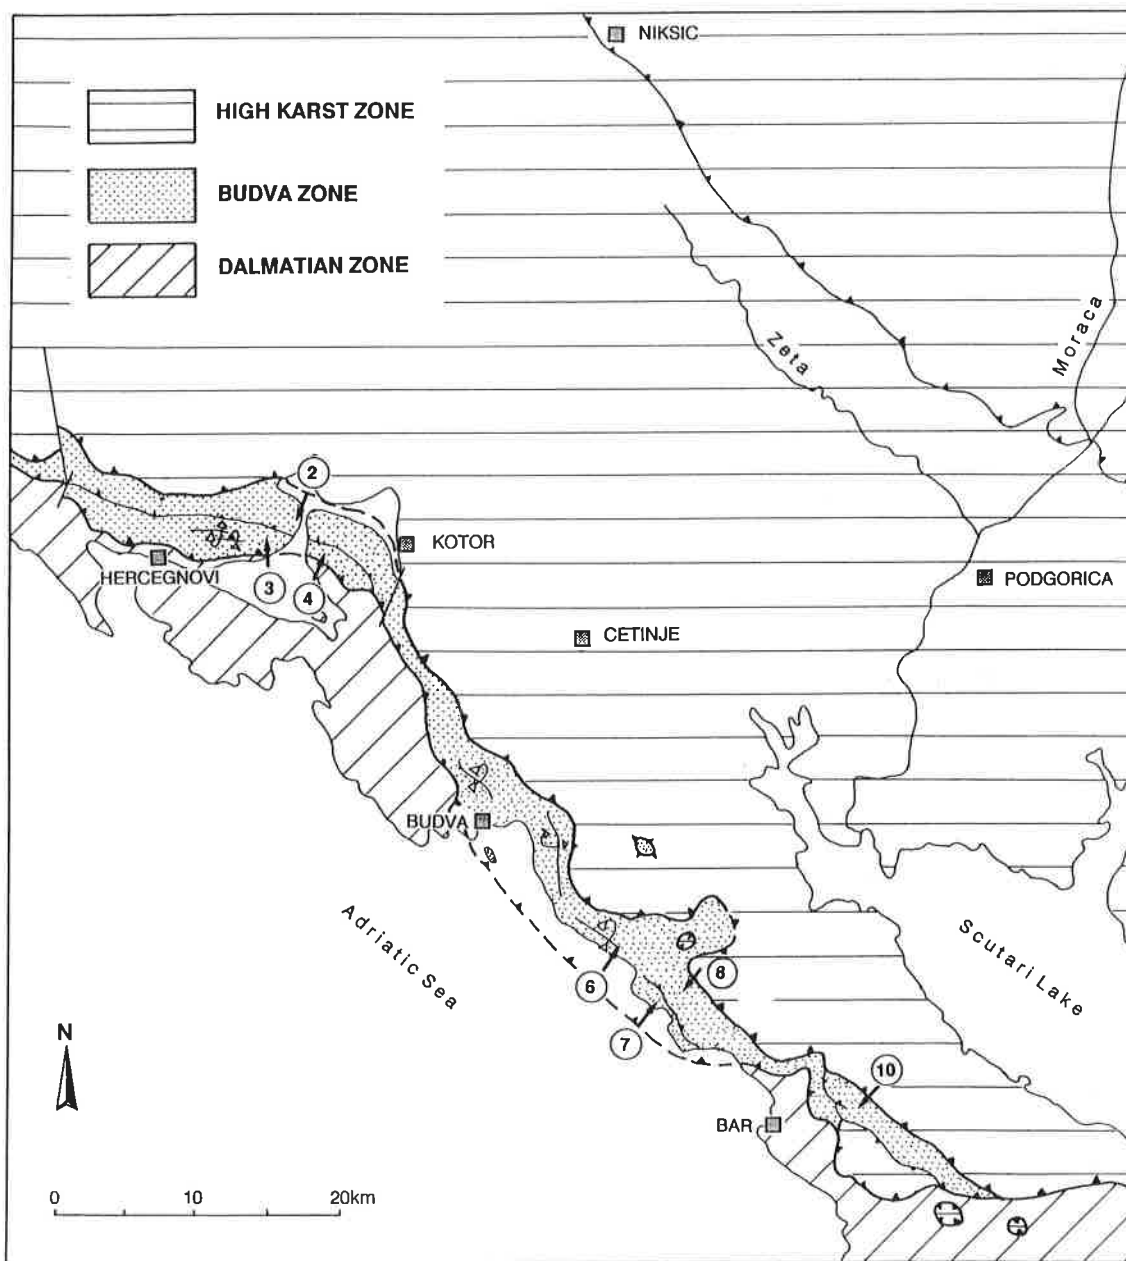 NIKSIC
HIGH KARST ZONE
BUDVA ZONE
DALMATIAN ZONE
Zeta
Moraca
2
KOTOR
HERCEGNOVI
3
4
PODGORICA
CETINJE
BUDVA
Adriatic Sea
Scutari Lake
6
8
7
N
10
BAR
0 10 20km